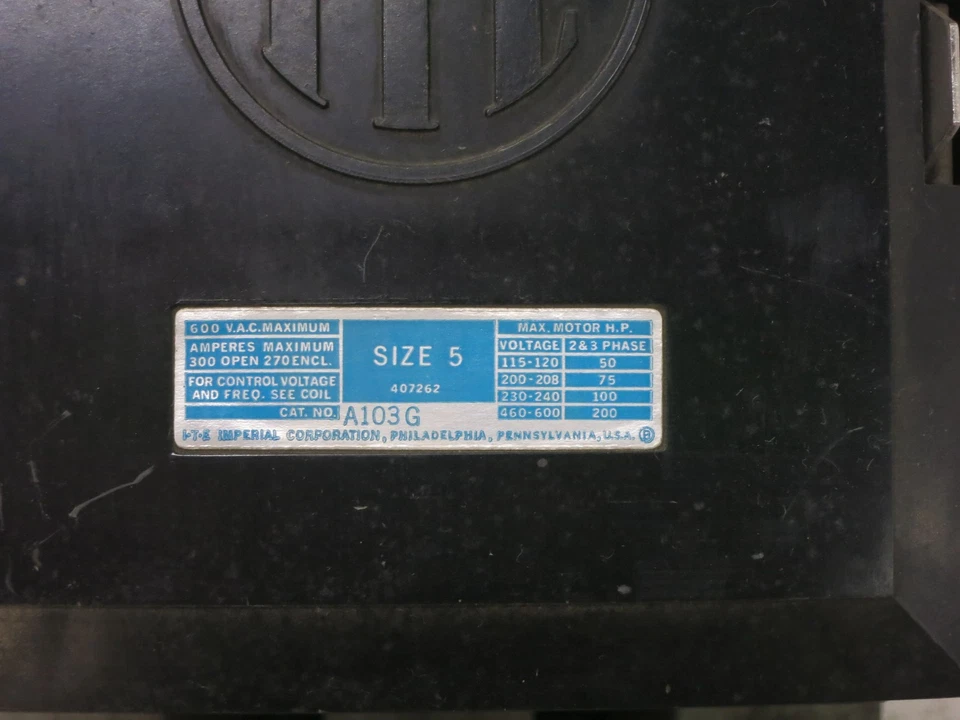 ITE
600 V.A.C. MAXIMUM
AMPERES MAXIMUM
300 OPEN 270 ENCL.
FOR CONTROL VOLTAGE
AND FREQ. SEE COIL
CAT. NO. A103G
SIZE 5
407262
MAX. MOTOR H.P.
VOLTAGE 2&3 PHASE
115-120 50
200-208 75
230-240 100
460-600 200
I-T-E IMPERIAL CORPORATION, PHILADELPHIA, PENNSYLVANIA, U.S.A.